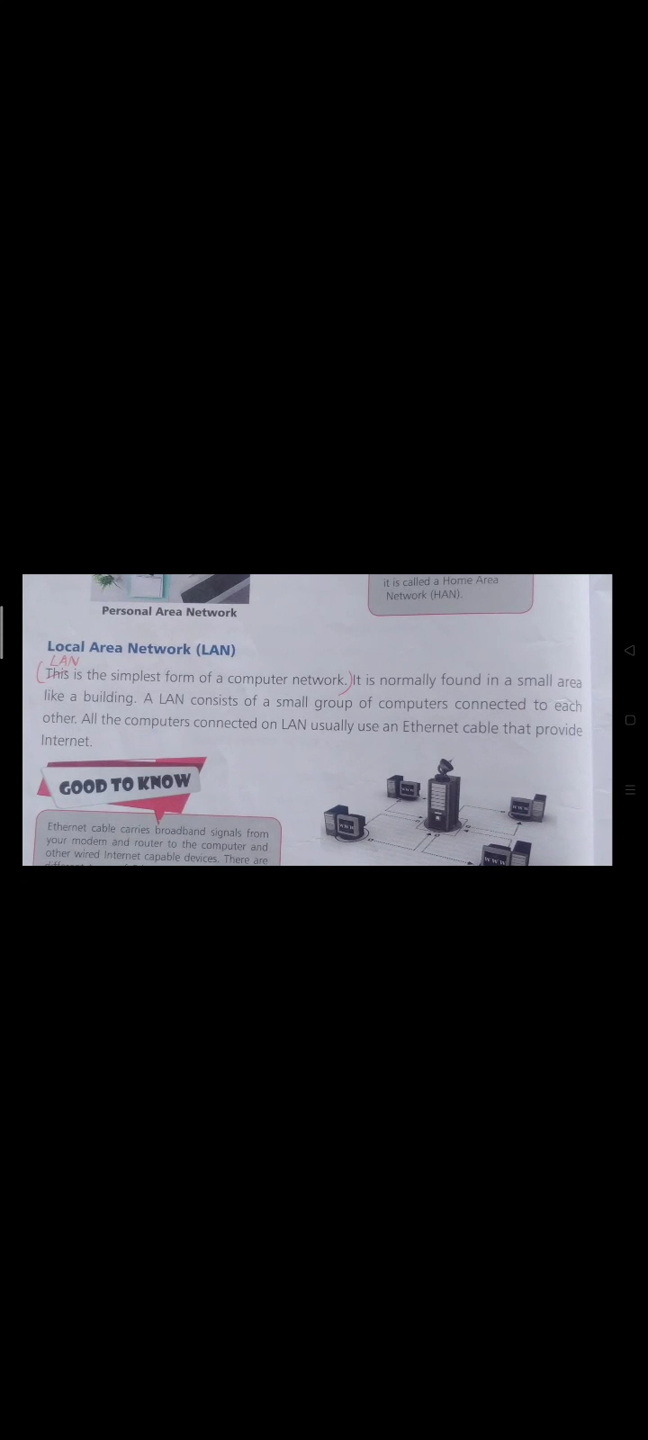 it is called a Home Area
Network (HAN).
Personal Area Network
Local Area Network (LAN)
LAN
(This is the simplest form of a computer network.) It is normally found in a small area
like a building. A LAN consists of a small group of computers connected to each
other. All the computers connected on LAN usually use an Ethernet cable that provide
Internet.
GOOD TO KNOW
Ethernet cable carries broadband signals from
your modem and router to the computer and
other wired Internet capable devices. There are
www
www
www
www